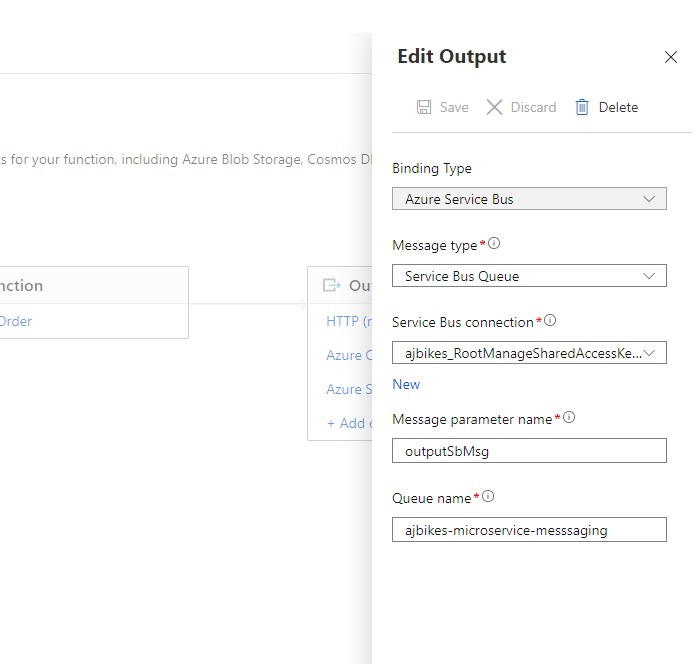 Edit Output
Save Discard Delete
s for your function, including Azure Blob Storage, Cosmos D
Binding Type
Azure Service Bus
Message type*
Service Bus Queue
nction
Order
Ou
HTTP (r
Azure C
Azure S
+ Add
Service Bus connection*
ajbikes_RootManageSharedAccessKe...
New
Message parameter name*
outputSbMsg
Queue name*
ajbikes-microservice-messsaging